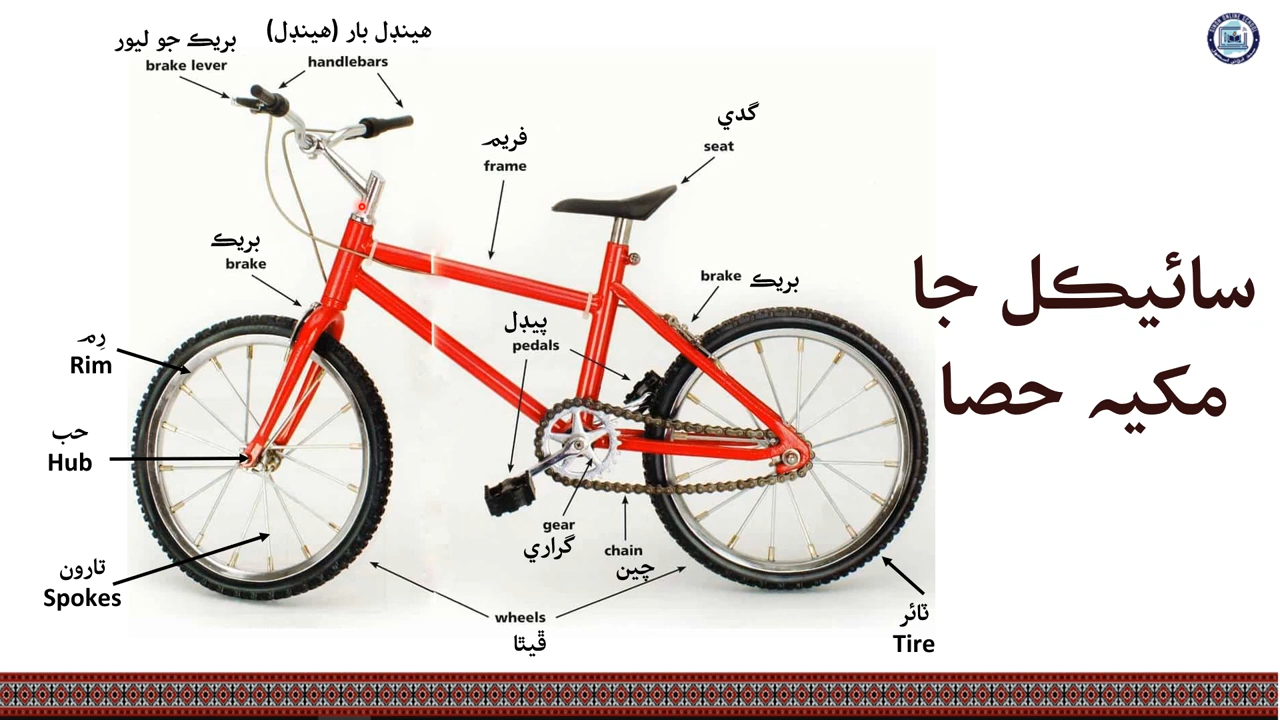 هينڊل بار (هينڊل)
handlebars
بريڪ جو ليور
brake lever
گدي
seat
فريم
frame
بريڪ
brake
brake بريڪ
سائيڪل جا
مکيہ حصا
پيڊل
pedals
رِم
Rim
حب
Hub
gear
گراري
chain
چين
تارون
Spokes
wheels
ڦيٿا
ٽائر
Tire